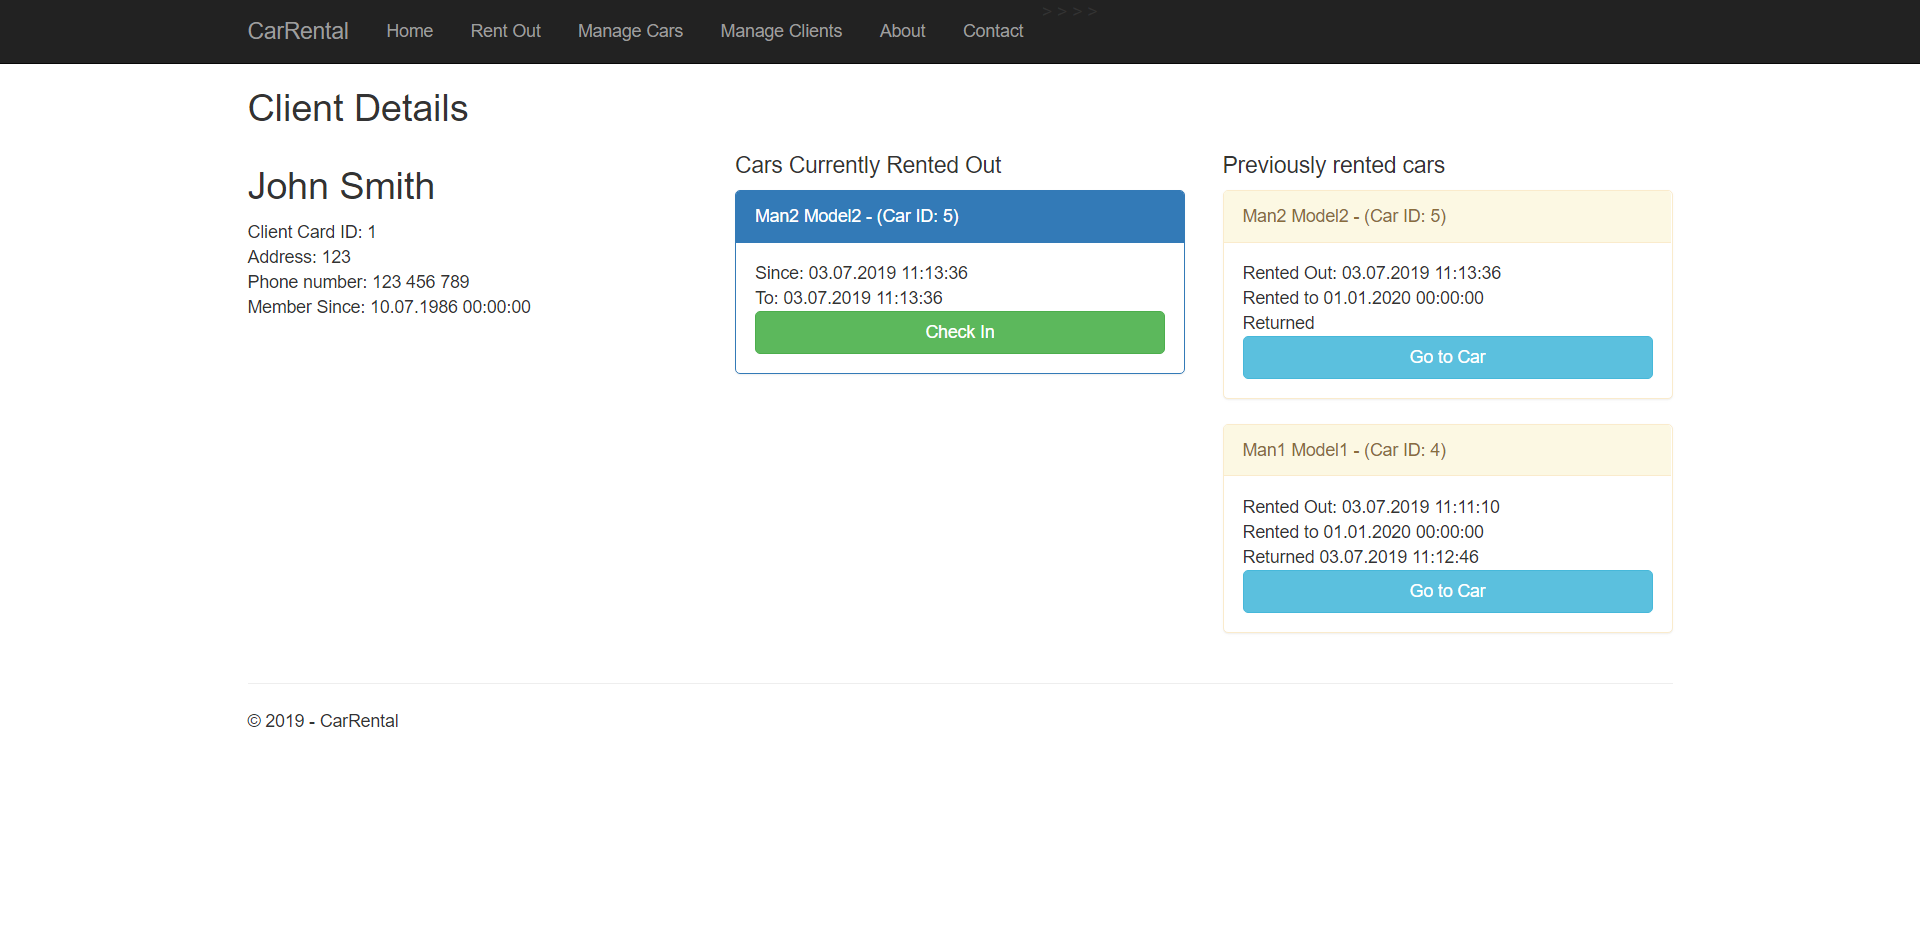 CarRental Home Rent Out Manage Cars Manage Clients About Contact > > > >
Client Details
John Smith
Client Card ID: 1
Address: 123
Phone number: 123 456 789
Member Since: 10.07.1986 00:00:00
Cars Currently Rented Out
Man2 Model2 - (Car ID: 5)
Since: 03.07.2019 11:13:36
To: 03.07.2019 11:13:36
Check In
Previously rented cars
Man2 Model2 - (Car ID: 5)
Rented Out: 03.07.2019 11:13:36
Rented to 01.01.2020 00:00:00
Returned
Go to Car
Man1 Model1 - (Car ID: 4)
Rented Out: 03.07.2019 11:11:10
Rented to 01.01.2020 00:00:00
Returned 03.07.2019 11:12:46
Go to Car
© 2019 - CarRental